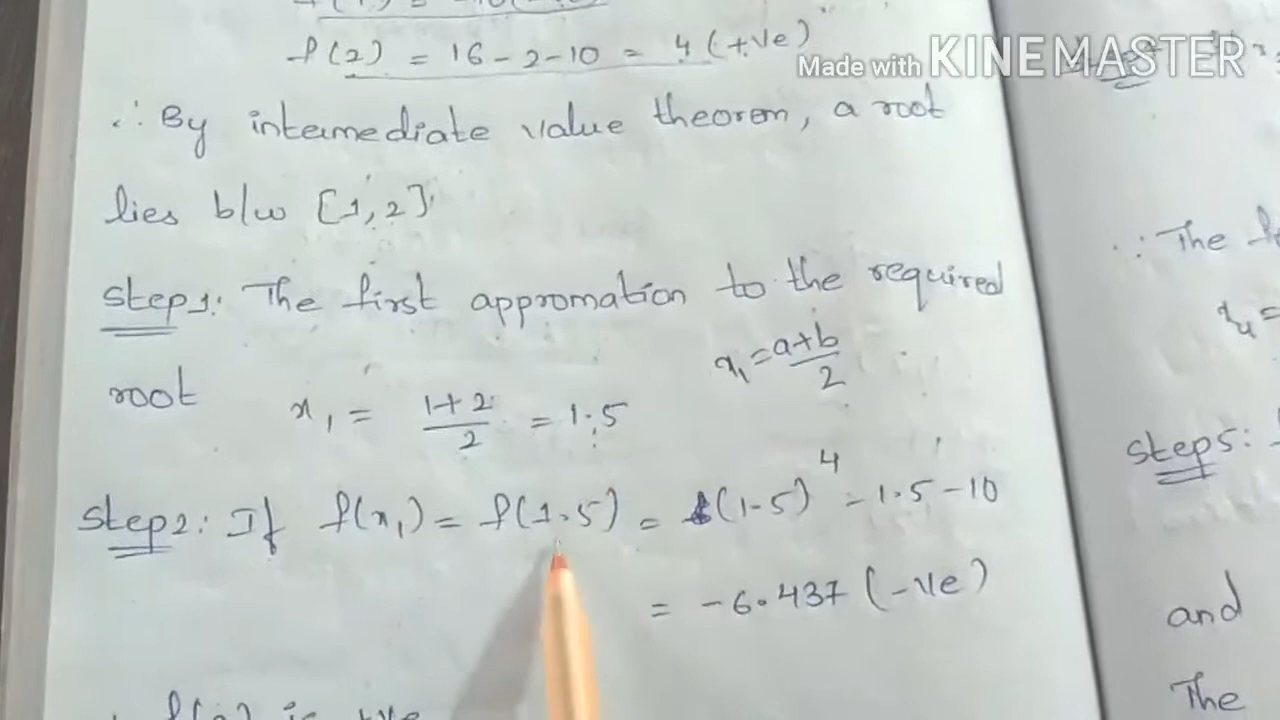 f(2) = 16 - 2 - 10 = 4 (+ve)
Made with KINEMASTER
∴ By intermediate value theorem, a root
lies b/w [1, 2]
Step1: The first appromation to the required
root x₁ = 1+2/2 = 1.5
x₁ = a+b/2
Step2: If f(x₁) = f(1.5) = (1.5)⁴ - 1.5 - 10
= -6.437 (-ve)
∴ The
x₄ =
Step5:
and
The